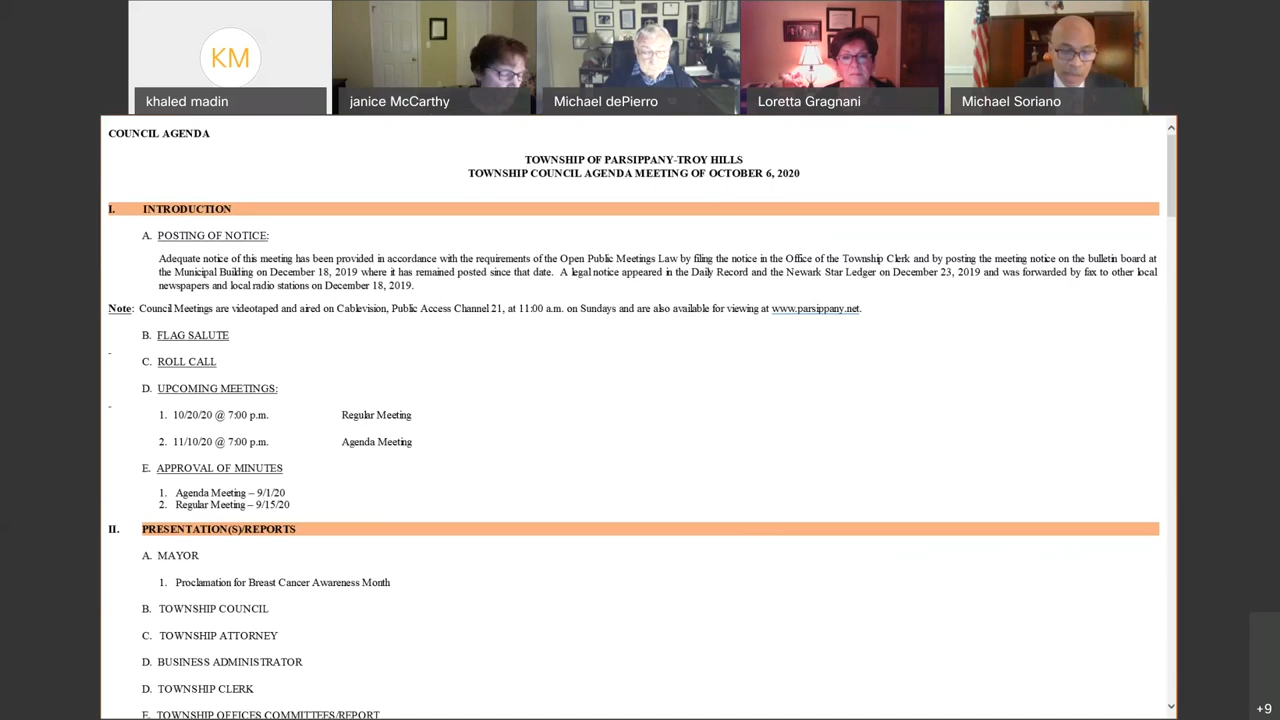 KM
khaled madin
janice McCarthy
Michael dePierro
Loretta Gragnani
Michael Soriano
COUNCIL AGENDA
TOWNSHIP OF PARSIPPANY-TROY HILLS
TOWNSHIP COUNCIL AGENDA MEETING OF OCTOBER 6, 2020
I. INTRODUCTION
A. POSTING OF NOTICE:
Adequate notice of this meeting has been provided in accordance with the requirements of the Open Public Meetings Law by filing the notice in the Office of the Township Clerk and by posting the meeting notice on the bulletin board at
the Municipal Building on December 18, 2019 where it has remained posted since that date. A legal notice appeared in the Daily Record and the Newark Star Ledger on December 23, 2019 and was forwarded by fax to other local
newspapers and local radio stations on December 18, 2019.
Note: Council Meetings are videotaped and aired on Cablevision, Public Access Channel 21, at 11:00 a.m. on Sundays and are also available for viewing at www.parsippany.net.
B. FLAG SALUTE
C. ROLL CALL
D. UPCOMING MEETINGS:
1. 10/20/20 @ 7:00 p.m. Regular Meeting
2. 11/10/20 @ 7:00 p.m. Agenda Meeting
E. APPROVAL OF MINUTES
1. Agenda Meeting – 9/1/20
2. Regular Meeting – 9/15/20
II. PRESENTATION(S)/REPORTS
A. MAYOR
1. Proclamation for Breast Cancer Awareness Month
B. TOWNSHIP COUNCIL
C. TOWNSHIP ATTORNEY
D. BUSINESS ADMINISTRATOR
D. TOWNSHIP CLERK
E. TOWNSHIP OFFICES COMMITTEES/REPORT
+9